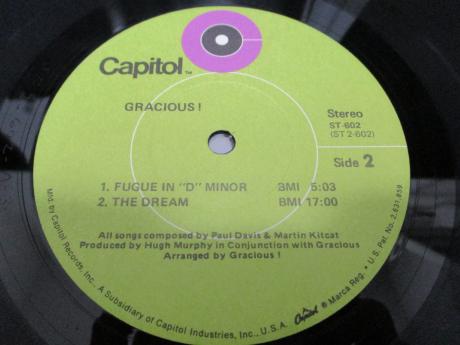 Capitol™
GRACIOUS !
Stereo
ST-602
(ST 2-602)
Side 2
1. FUGUE IN "D" MINOR BMI 5:03
2. THE DREAM BMI 17:00
All songs composed by Paul Davis & Martin Kitcat
Produced by Hugh Murphy in Conjunction with Gracious
Arranged by Gracious !
Mfd. by Capitol Records, Inc., A Subsidiary of Capitol Industries, Inc., U.S.A. Capitol ® Marca Reg. • U.S. Pat. No. 2,631,859